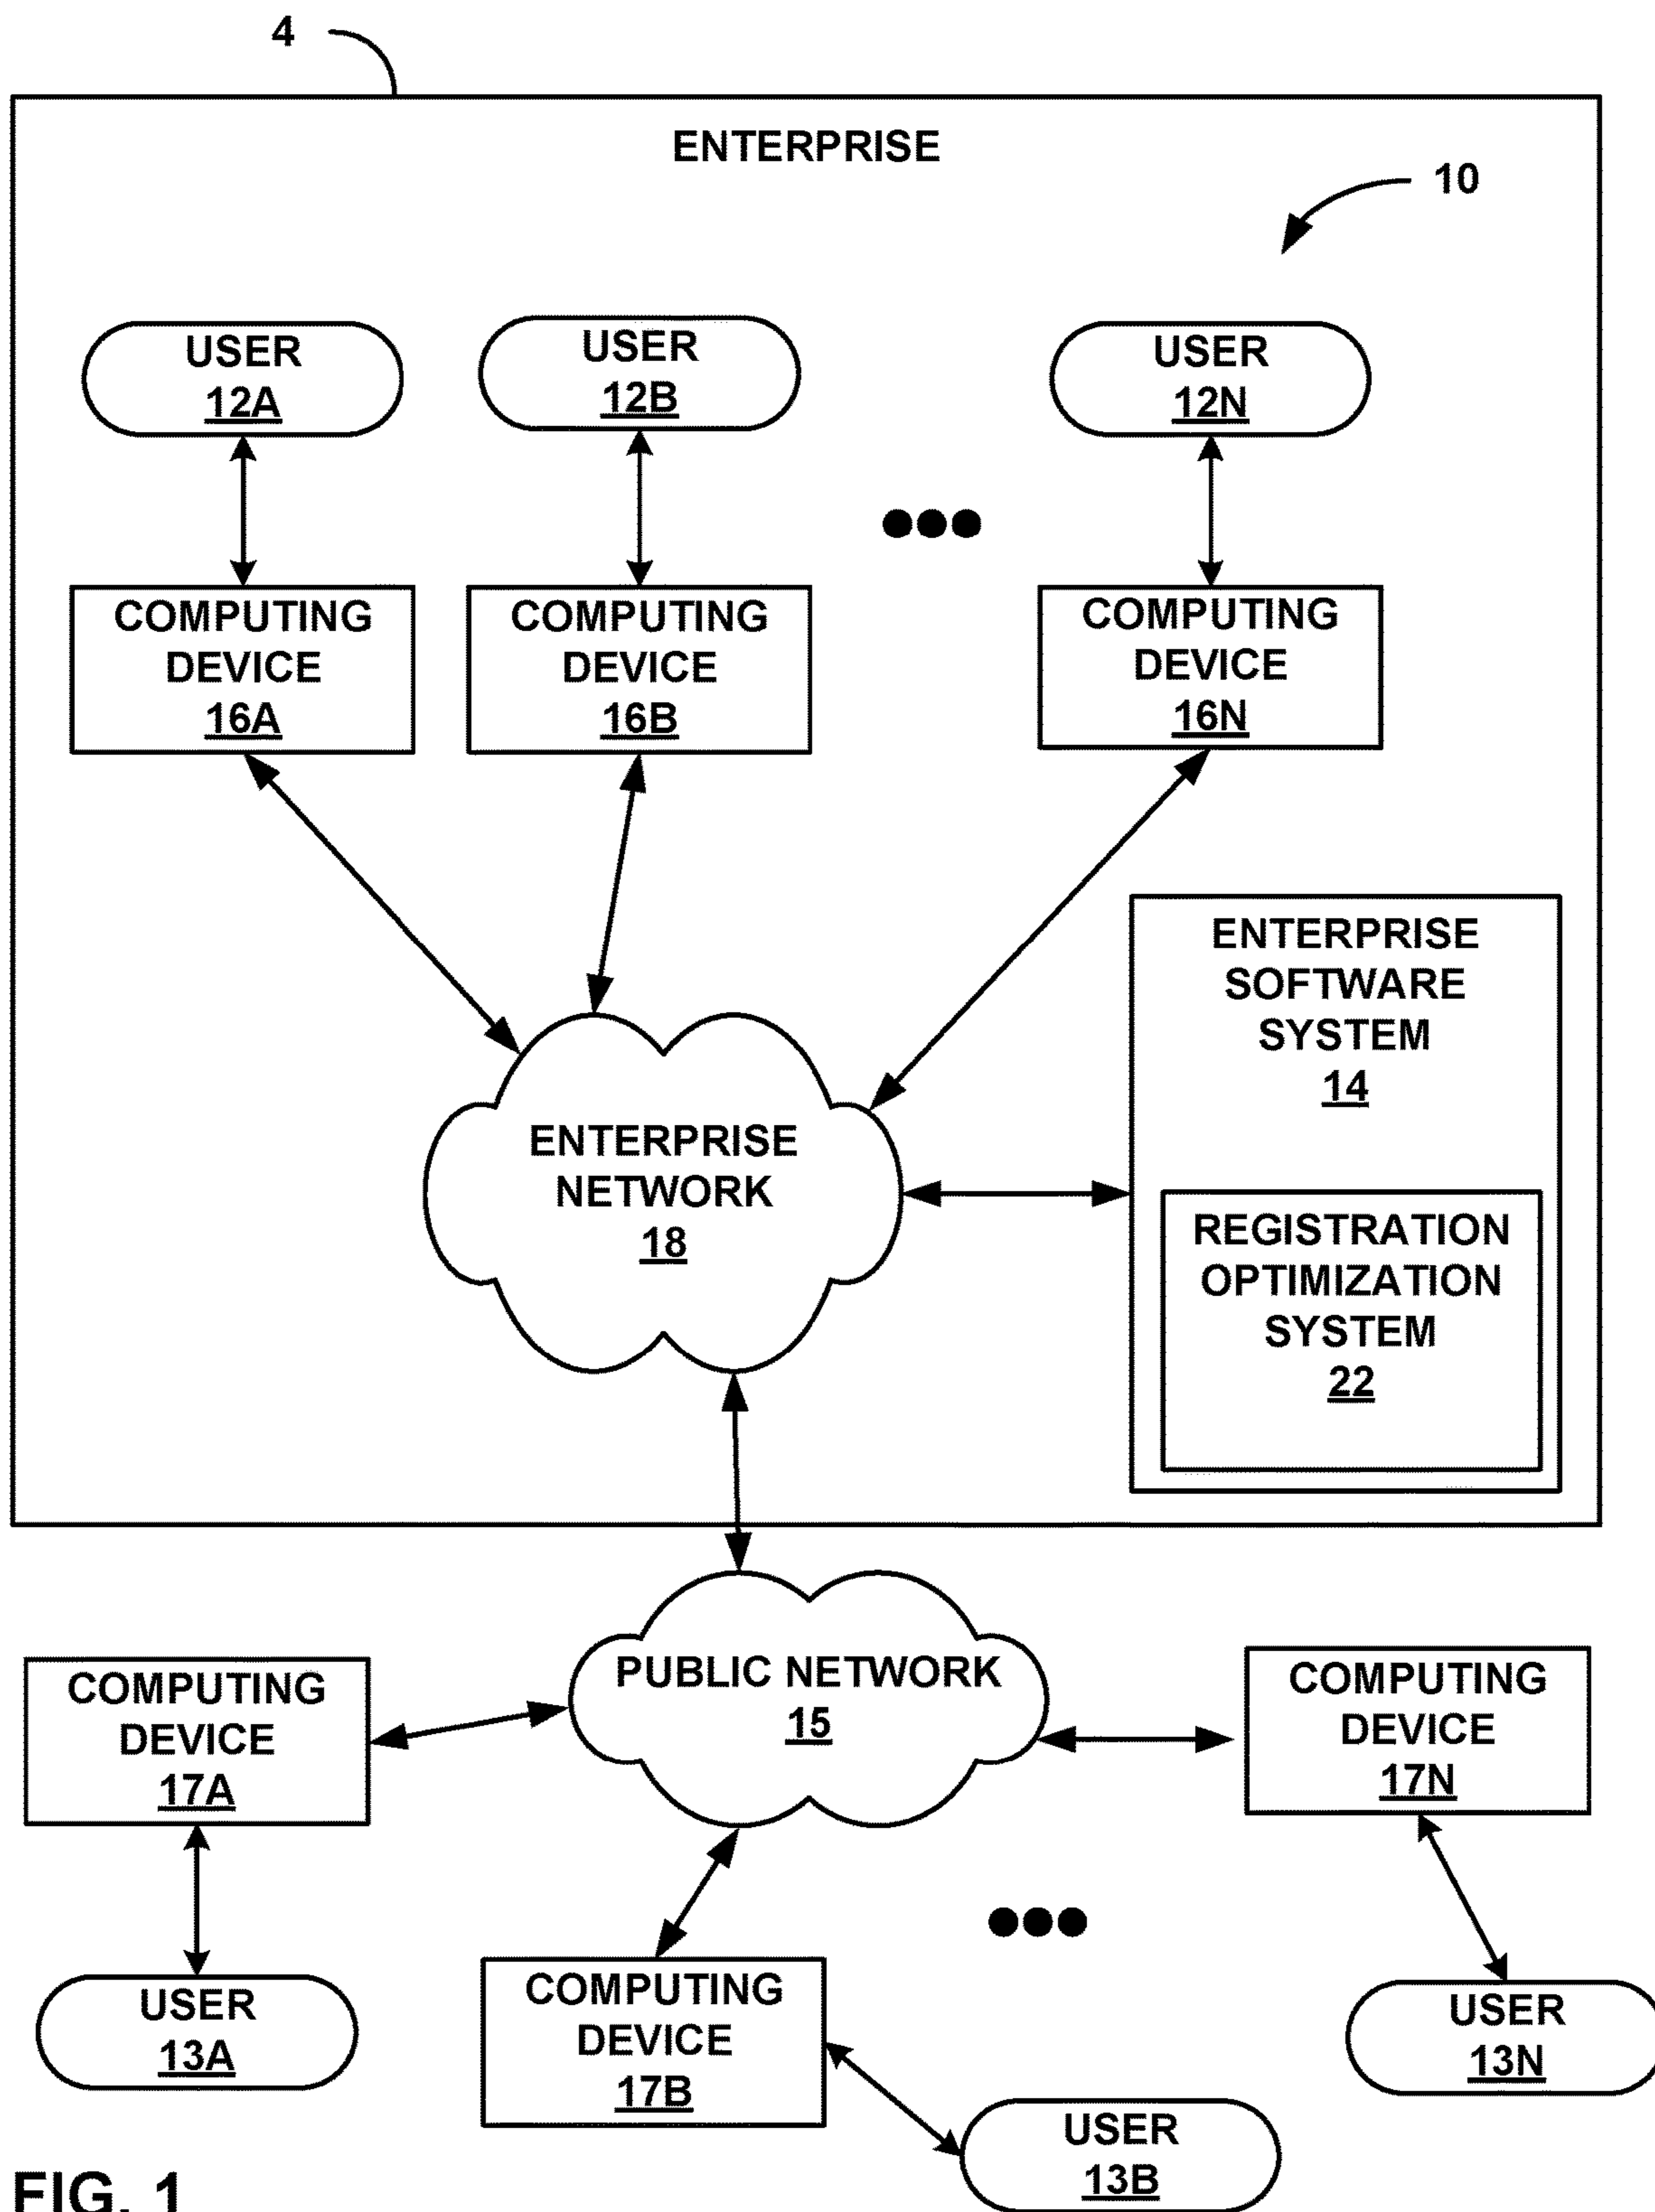 4
ENTERPRISE
10
USER
12A
USER
12B
USER
12N
COMPUTING
DEVICE
16A
COMPUTING
DEVICE
16B
COMPUTING
DEVICE
16N
ENTERPRISE
SOFTWARE
SYSTEM
14
ENTERPRISE
NETWORK
18
REGISTRATION
OPTIMIZATION
SYSTEM
22
PUBLIC NETWORK
15
COMPUTING
DEVICE
17A
COMPUTING
DEVICE
17N
USER
13A
COMPUTING
DEVICE
17B
USER
13N
USER
13B
FIG. 1